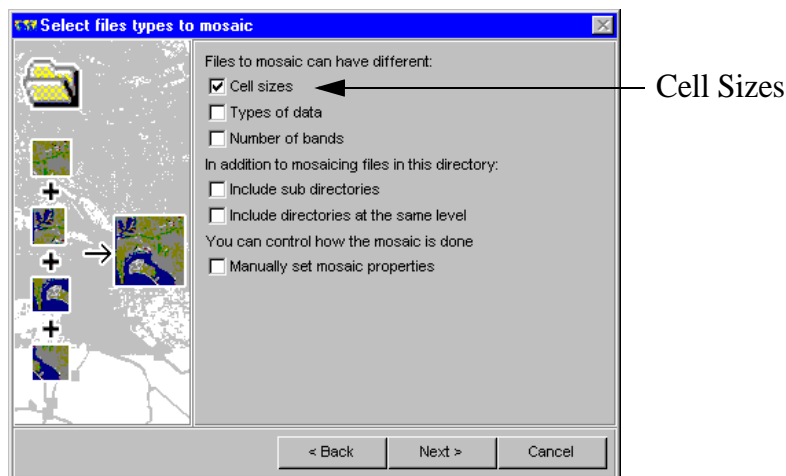 Select files types to mosaic
Files to mosaic can have different:
Cell sizes
Cell Sizes
Types of data
Number of bands
In addition to mosaicing files in this directory:
Include sub directories
Include directories at the same level
You can control how the mosaic is done
Manually set mosaic properties
< Back
Next >
Cancel